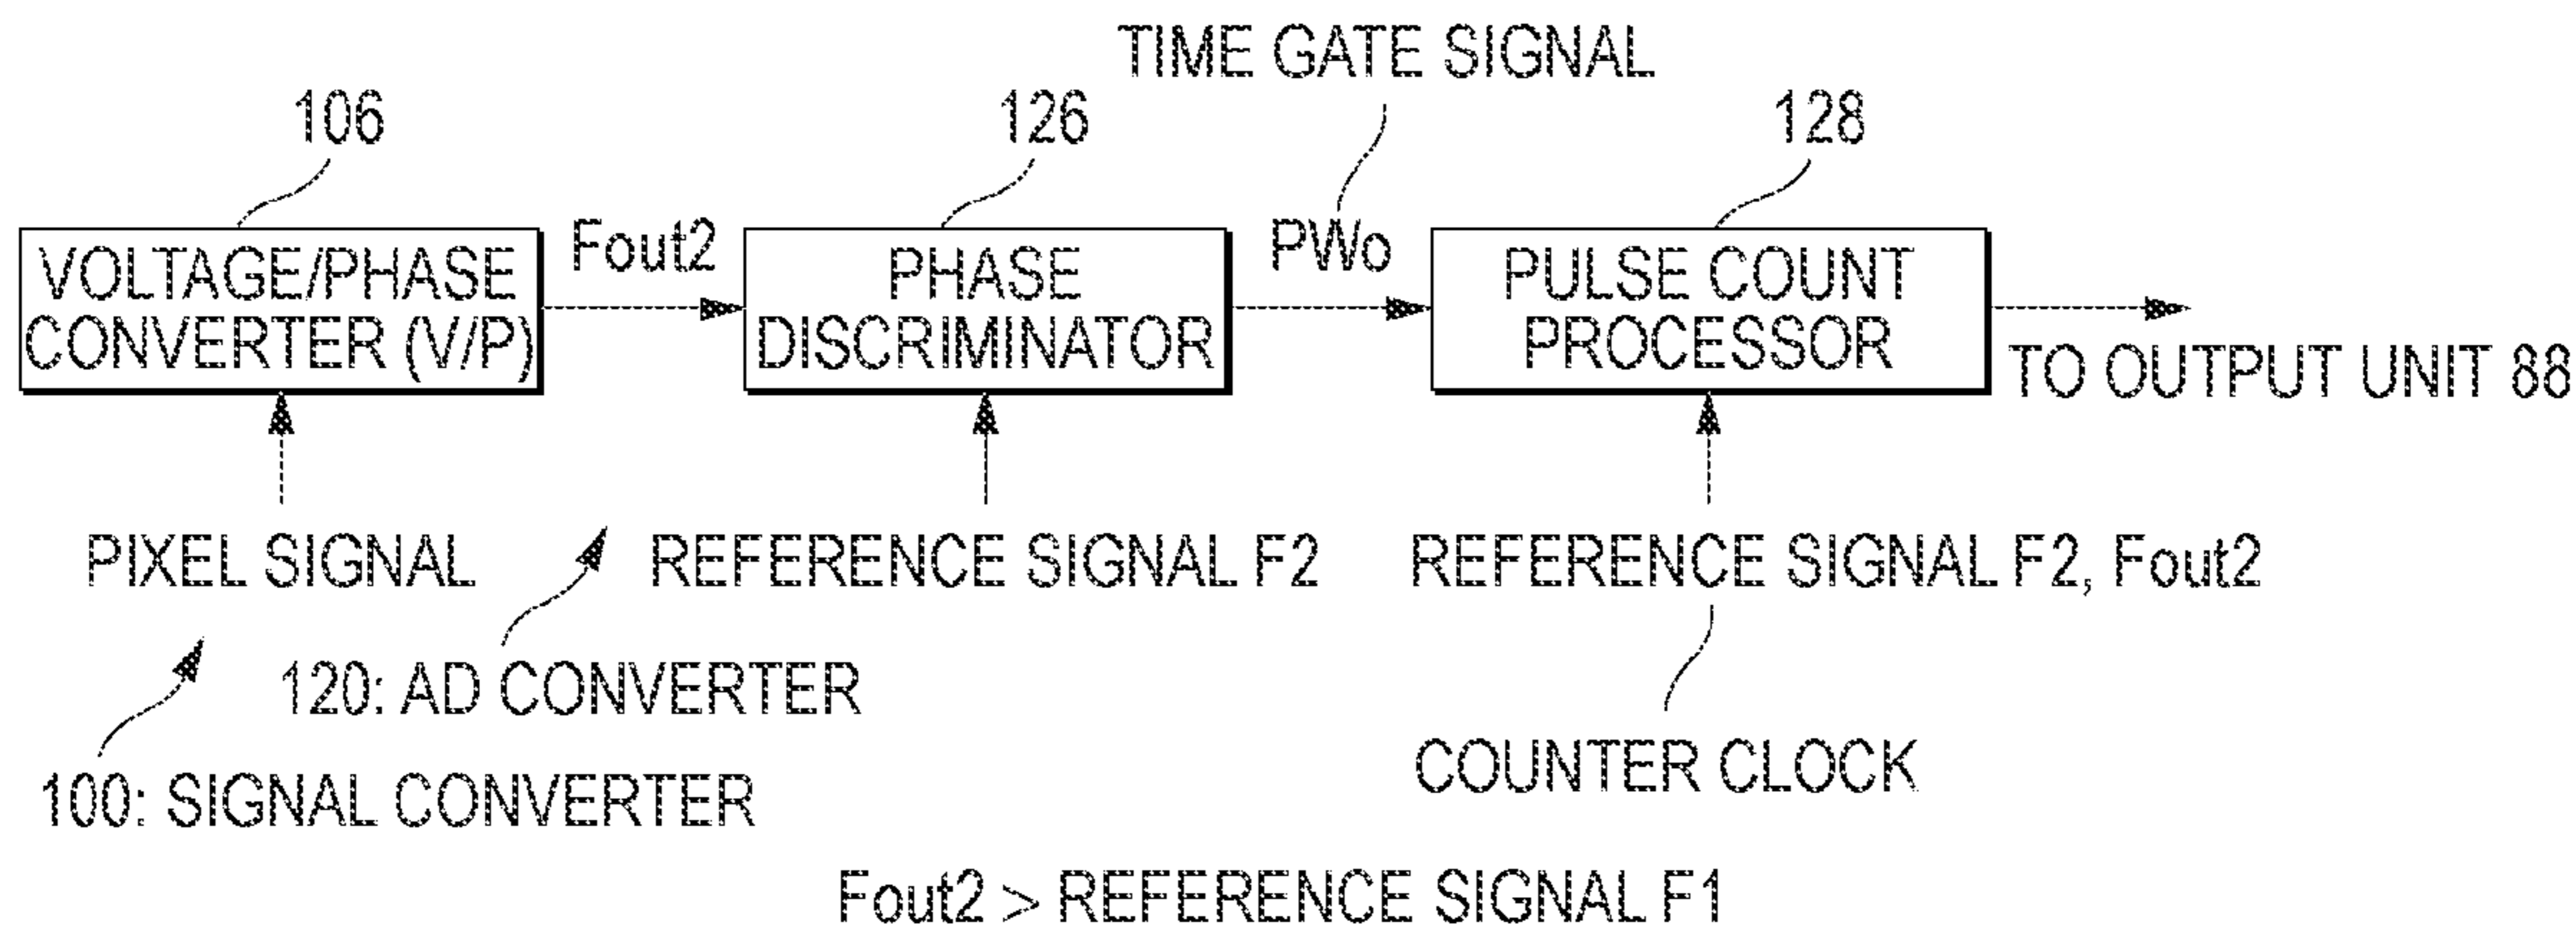 TIME GATE SIGNAL
106
126
128
VOLTAGE/PHASE
CONVERTER (V/P)
Fout2
PHASE
DISCRIMINATOR
PWo
PULSE COUNT
PROCESSOR
TO OUTPUT UNIT 88
PIXEL SIGNAL
REFERENCE SIGNAL F2
REFERENCE SIGNAL F2, Fout2
120: AD CONVERTER
COUNTER CLOCK
100: SIGNAL CONVERTER
Fout2 > REFERENCE SIGNAL F1